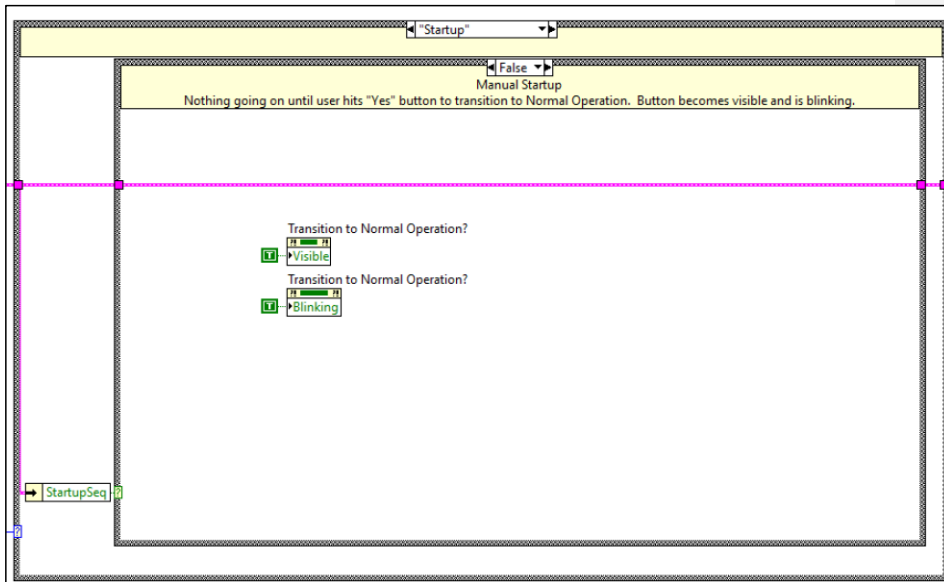 "Startup"
False
Manual Startup
Nothing going on until user hits "Yes" button to transition to Normal Operation.  Button becomes visible and is blinking.
Transition to Normal Operation?
T
Visible
Transition to Normal Operation?
T
Blinking
StartupSeq
?
?